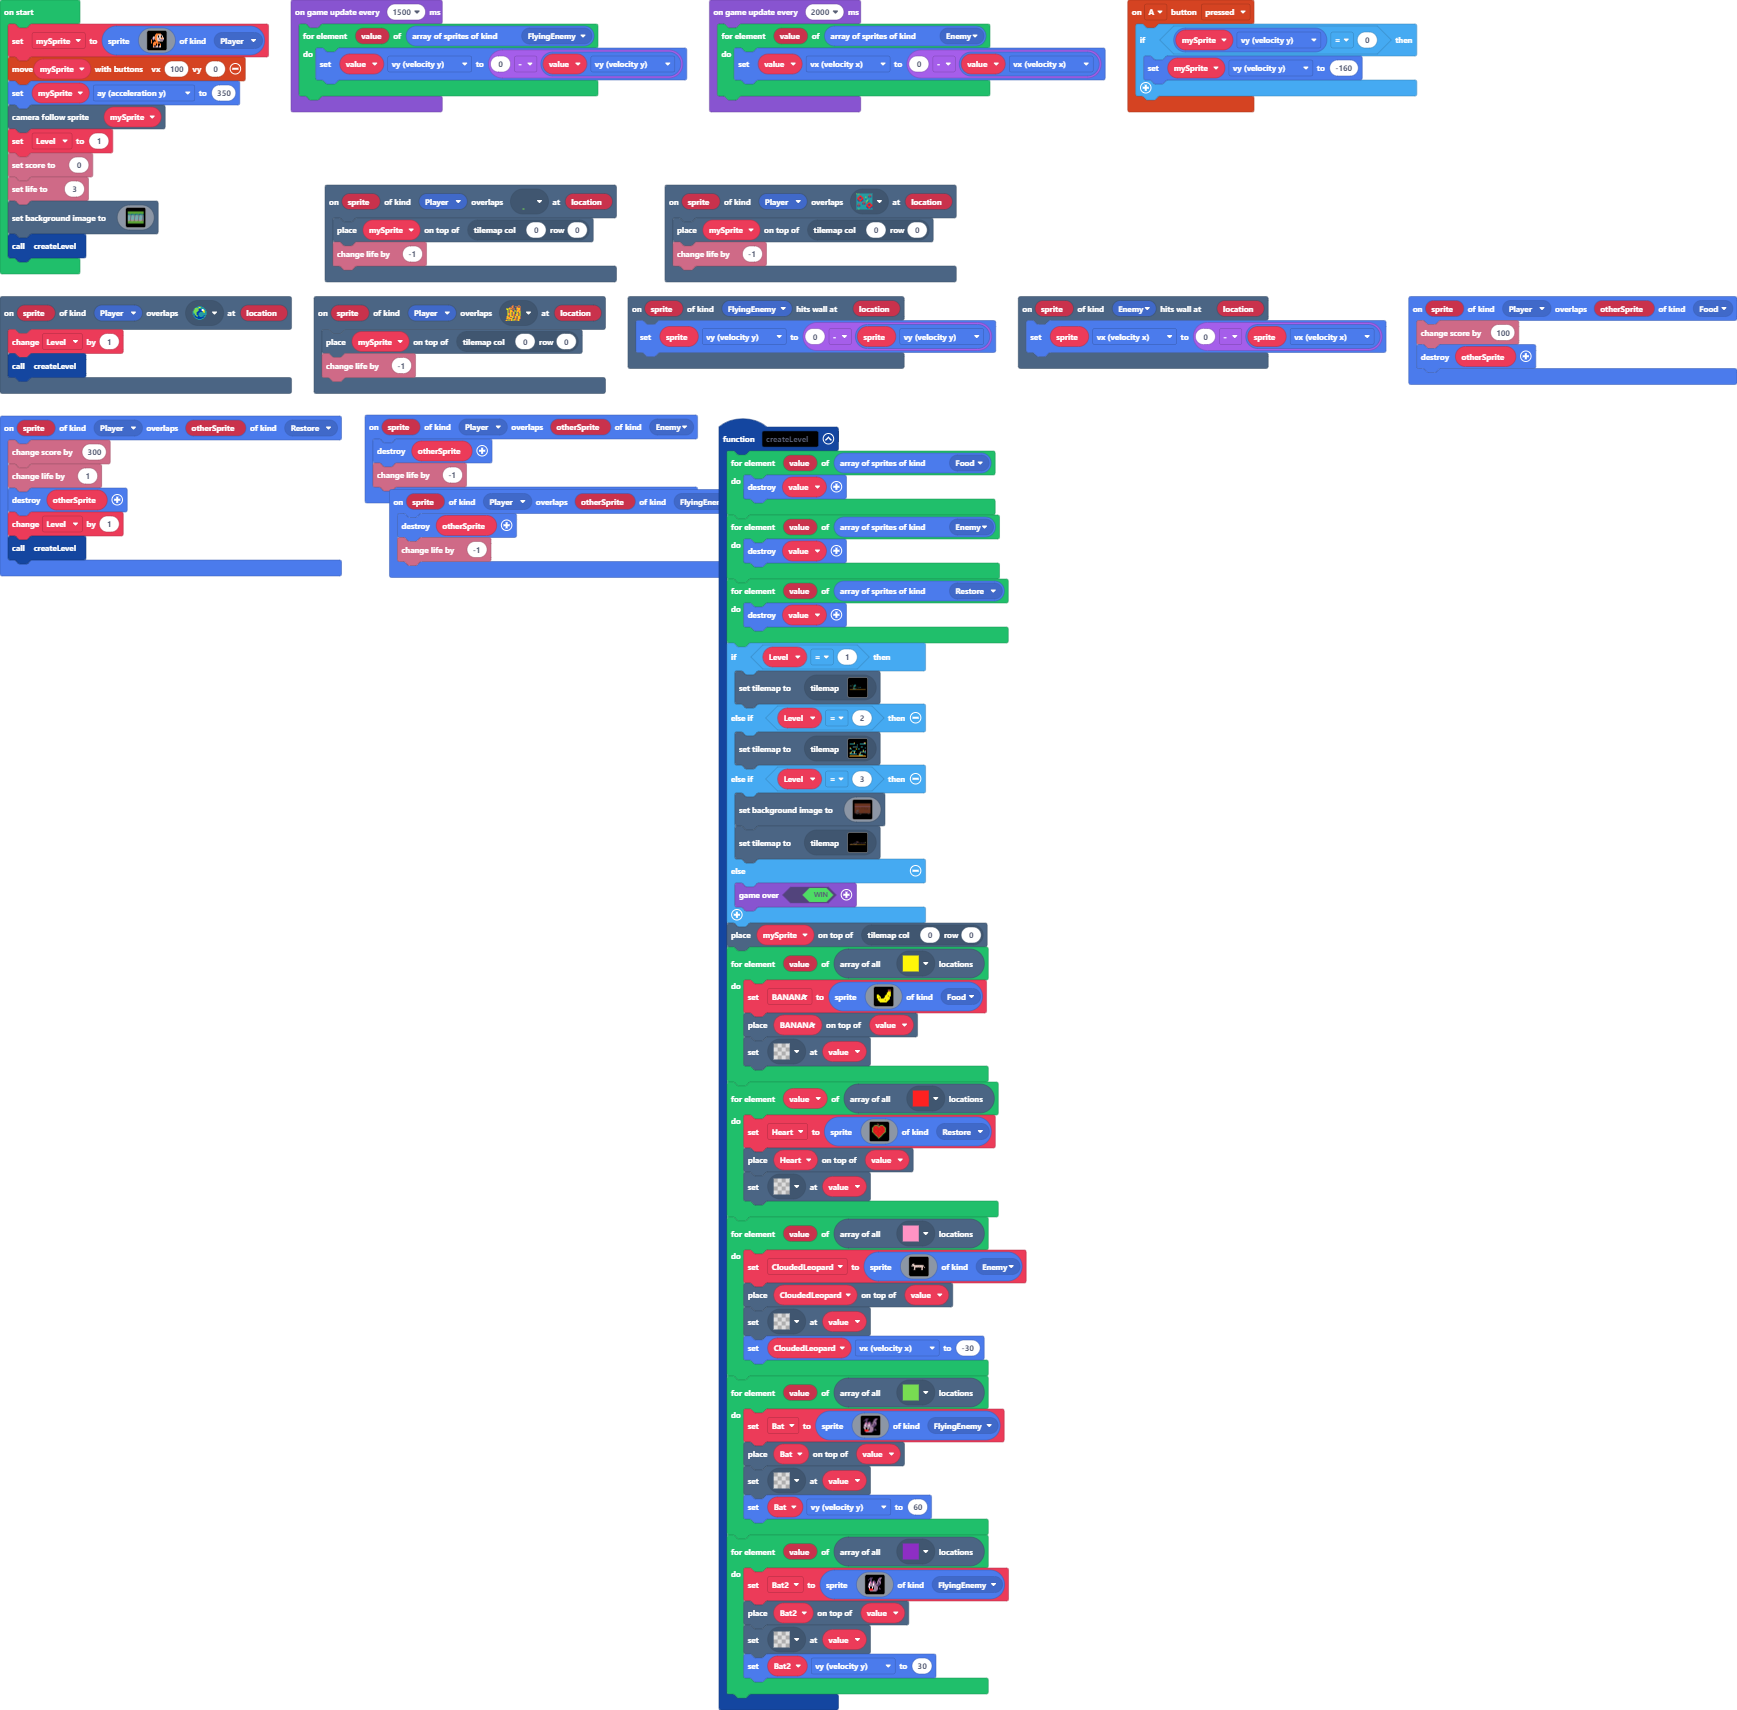 on start
set mySprite to sprite of kind Player
move mySprite with buttons vx 100 vy 0
set mySprite ay (acceleration y) to 350
camera follow sprite mySprite
set Level to 1
set score to 0
set life to 3
set background image to
call createLevel
on game update every 1500 ms
for element value of array of sprites of kind FlyingEnemy
do set value vy (velocity y) to 0 - value vy (velocity y)
on game update every 2000 ms
for element value of array of sprites of kind Enemy
do set value vx (velocity x) to 0 - value vx (velocity x)
on A button pressed
if mySprite vy (velocity y) = 0 then
set mySprite vy (velocity y) to -160
on sprite of kind Player overlaps at location
place mySprite on top of tilemap col 0 row 0
change life by -1
on sprite of kind Player overlaps at location
place mySprite on top of tilemap col 0 row 0
change life by -1
on sprite of kind Player overlaps at location
change Level by 1
call createLevel
on sprite of kind Player overlaps at location
place mySprite on top of tilemap col 0 row 0
change life by -1
on sprite of kind FlyingEnemy hits wall at location
set sprite vy (velocity y) to 0 - sprite vy (velocity y)
on sprite of kind Enemy hits wall at location
set sprite vx (velocity x) to 0 - sprite vx (velocity x)
on sprite of kind Player overlaps otherSprite of kind Food
change score by 100
destroy otherSprite
on sprite of kind Player overlaps otherSprite of kind Restore
change score by 300
change life by 1
destroy otherSprite
change Level by 1
call createLevel
on sprite of kind Player overlaps otherSprite of kind Enemy
destroy otherSprite
change life by -1
on sprite of kind Player overlaps otherSprite of kind FlyingEner
destroy otherSprite
change life by -1
function createLevel
for element value of array of sprites of kind Food
do destroy value
for element value of array of sprites of kind Enemy
do destroy value
for element value of array of sprites of kind Restore
do destroy value
if Level = 1 then
set tilemap to tilemap
else if Level = 2 then
set tilemap to tilemap
else if Level = 3 then
set background image to
set tilemap to tilemap
else
game over WIN
place mySprite on top of tilemap col 0 row 0
for element value of array of all locations
do set BANANA to sprite of kind Food
place BANANA on top of value
set at value
for element value of array of all locations
do set Heart to sprite of kind Restore
place Heart on top of value
set at value
for element value of array of all locations
do set CloudedLeopard to sprite of kind Enemy
place CloudedLeopard on top of value
set at value
set CloudedLeopard vx (velocity x) to -30
for element value of array of all locations
do set Bat to sprite of kind FlyingEnemy
place Bat on top of value
set at value
set Bat vy (velocity y) to 60
for element value of array of all locations
do set Bat2 to sprite of kind FlyingEnemy
place Bat2 on top of value
set at value
set Bat2 vy (velocity y) to 30